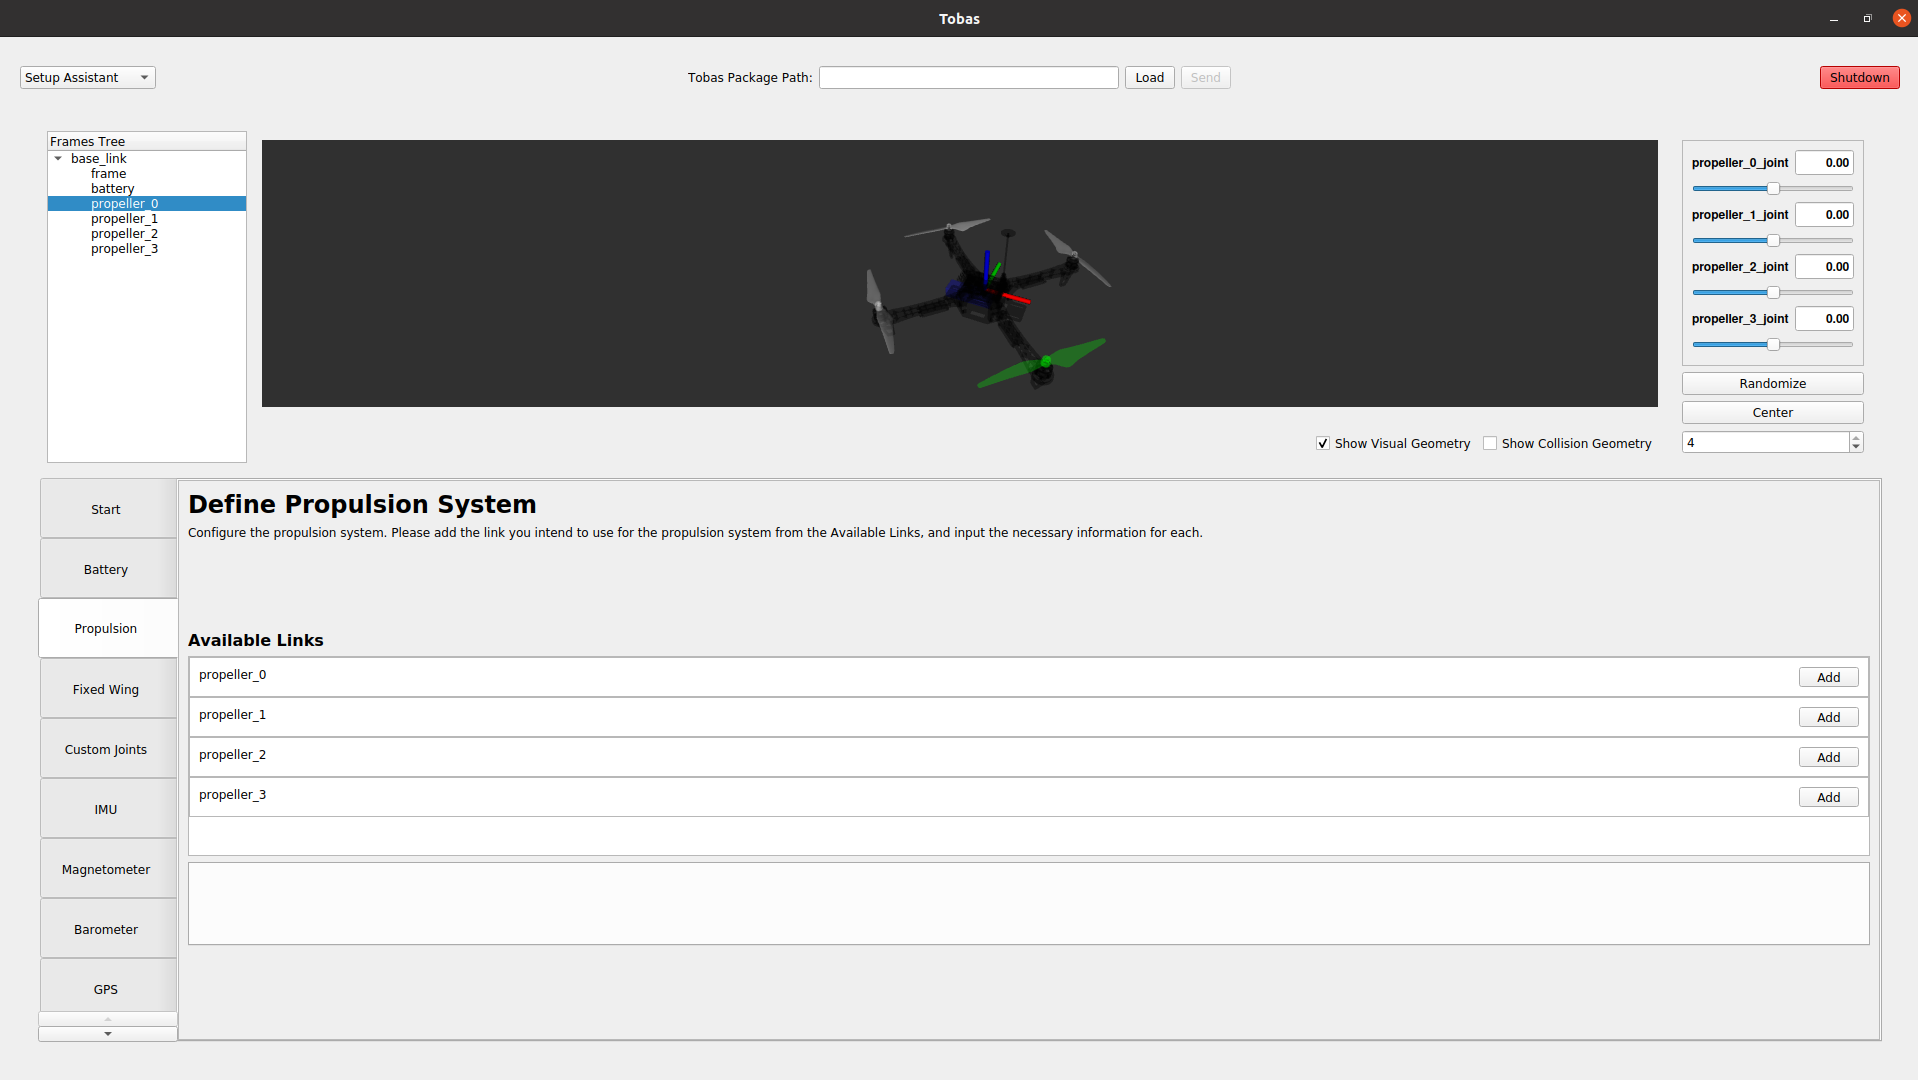 Tobas
Setup Assistant
Tobas Package Path:
Load
Send
Shutdown
Frames Tree
base_link
frame
battery
propeller_0
propeller_1
propeller_2
propeller_3
propeller_0_joint 0.00
propeller_1_joint 0.00
propeller_2_joint 0.00
propeller_3_joint 0.00
Randomize
Center
Show Visual Geometry
Show Collision Geometry
4
Start
Battery
Propulsion
Fixed Wing
Custom Joints
IMU
Magnetometer
Barometer
GPS
Define Propulsion System
Configure the propulsion system. Please add the link you intend to use for the propulsion system from the Available Links, and input the necessary information for each.
Available Links
propeller_0 Add
propeller_1 Add
propeller_2 Add
propeller_3 Add